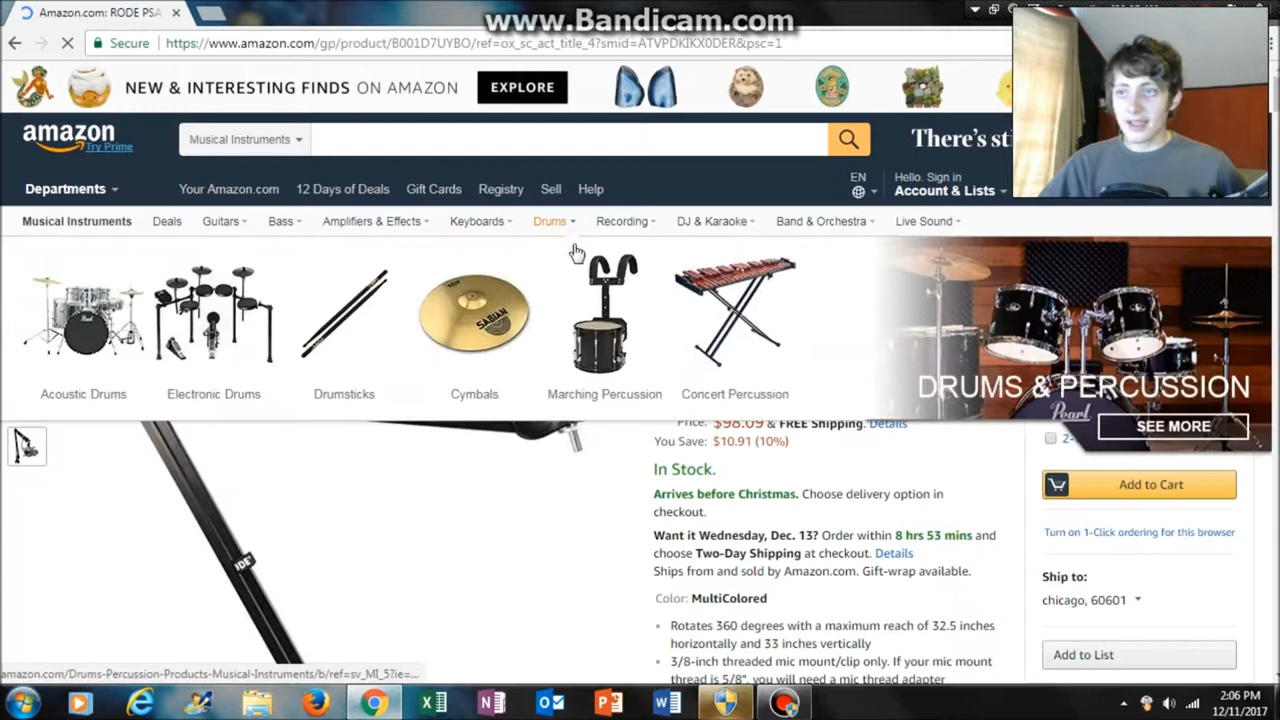 www.Bandicam.com
Amazon.com: RODE PSA
Secure
https://www.amazon.com/gp/product/B001D7UYBO/ref=ox_sc_act_title_4?smid=ATVPDKIKX0DER&psc=1
NEW & INTERESTING FINDS ON AMAZON
EXPLORE
amazon
Try Prime
Musical Instruments
There's sti
Departments
Your Amazon.com
12 Days of Deals
Gift Cards
Registry
Sell
Help
EN
Hello. Sign in
Account & Lists
Musical Instruments
Deals
Guitars
Bass
Amplifiers & Effects
Keyboards
Drums
Recording
DJ & Karaoke
Band & Orchestra
Live Sound
SABIAN
Acoustic Drums
Electronic Drums
Drumsticks
Cymbals
Marching Percussion
Concert Percussion
DRUMS & PERCUSSION
Pearl
SEE MORE
Price: $98.09 & FREE Shipping. Details
You Save: $10.91 (10%)
In Stock.
Arrives before Christmas. Choose delivery option in
checkout.
Want it Wednesday, Dec. 13? Order within 8 hrs 53 mins and
choose Two-Day Shipping at checkout. Details
Ships from and sold by Amazon.com. Gift-wrap available.
Color: MultiColored
Rotates 360 degrees with a maximum reach of 32.5 inches
horizontally and 33 inches vertically
3/8-inch threaded mic mount/clip only. If your mic mount
thread is 5/8", you will need a mic thread adapter
Add to Cart
Turn on 1-Click ordering for this browser
Ship to:
chicago, 60601
Add to List
amazon.com/Drums-Percussion-Products-Musical-Instruments/b/ref=sv_MI_5?ie=...
2:06 PM
12/11/2017